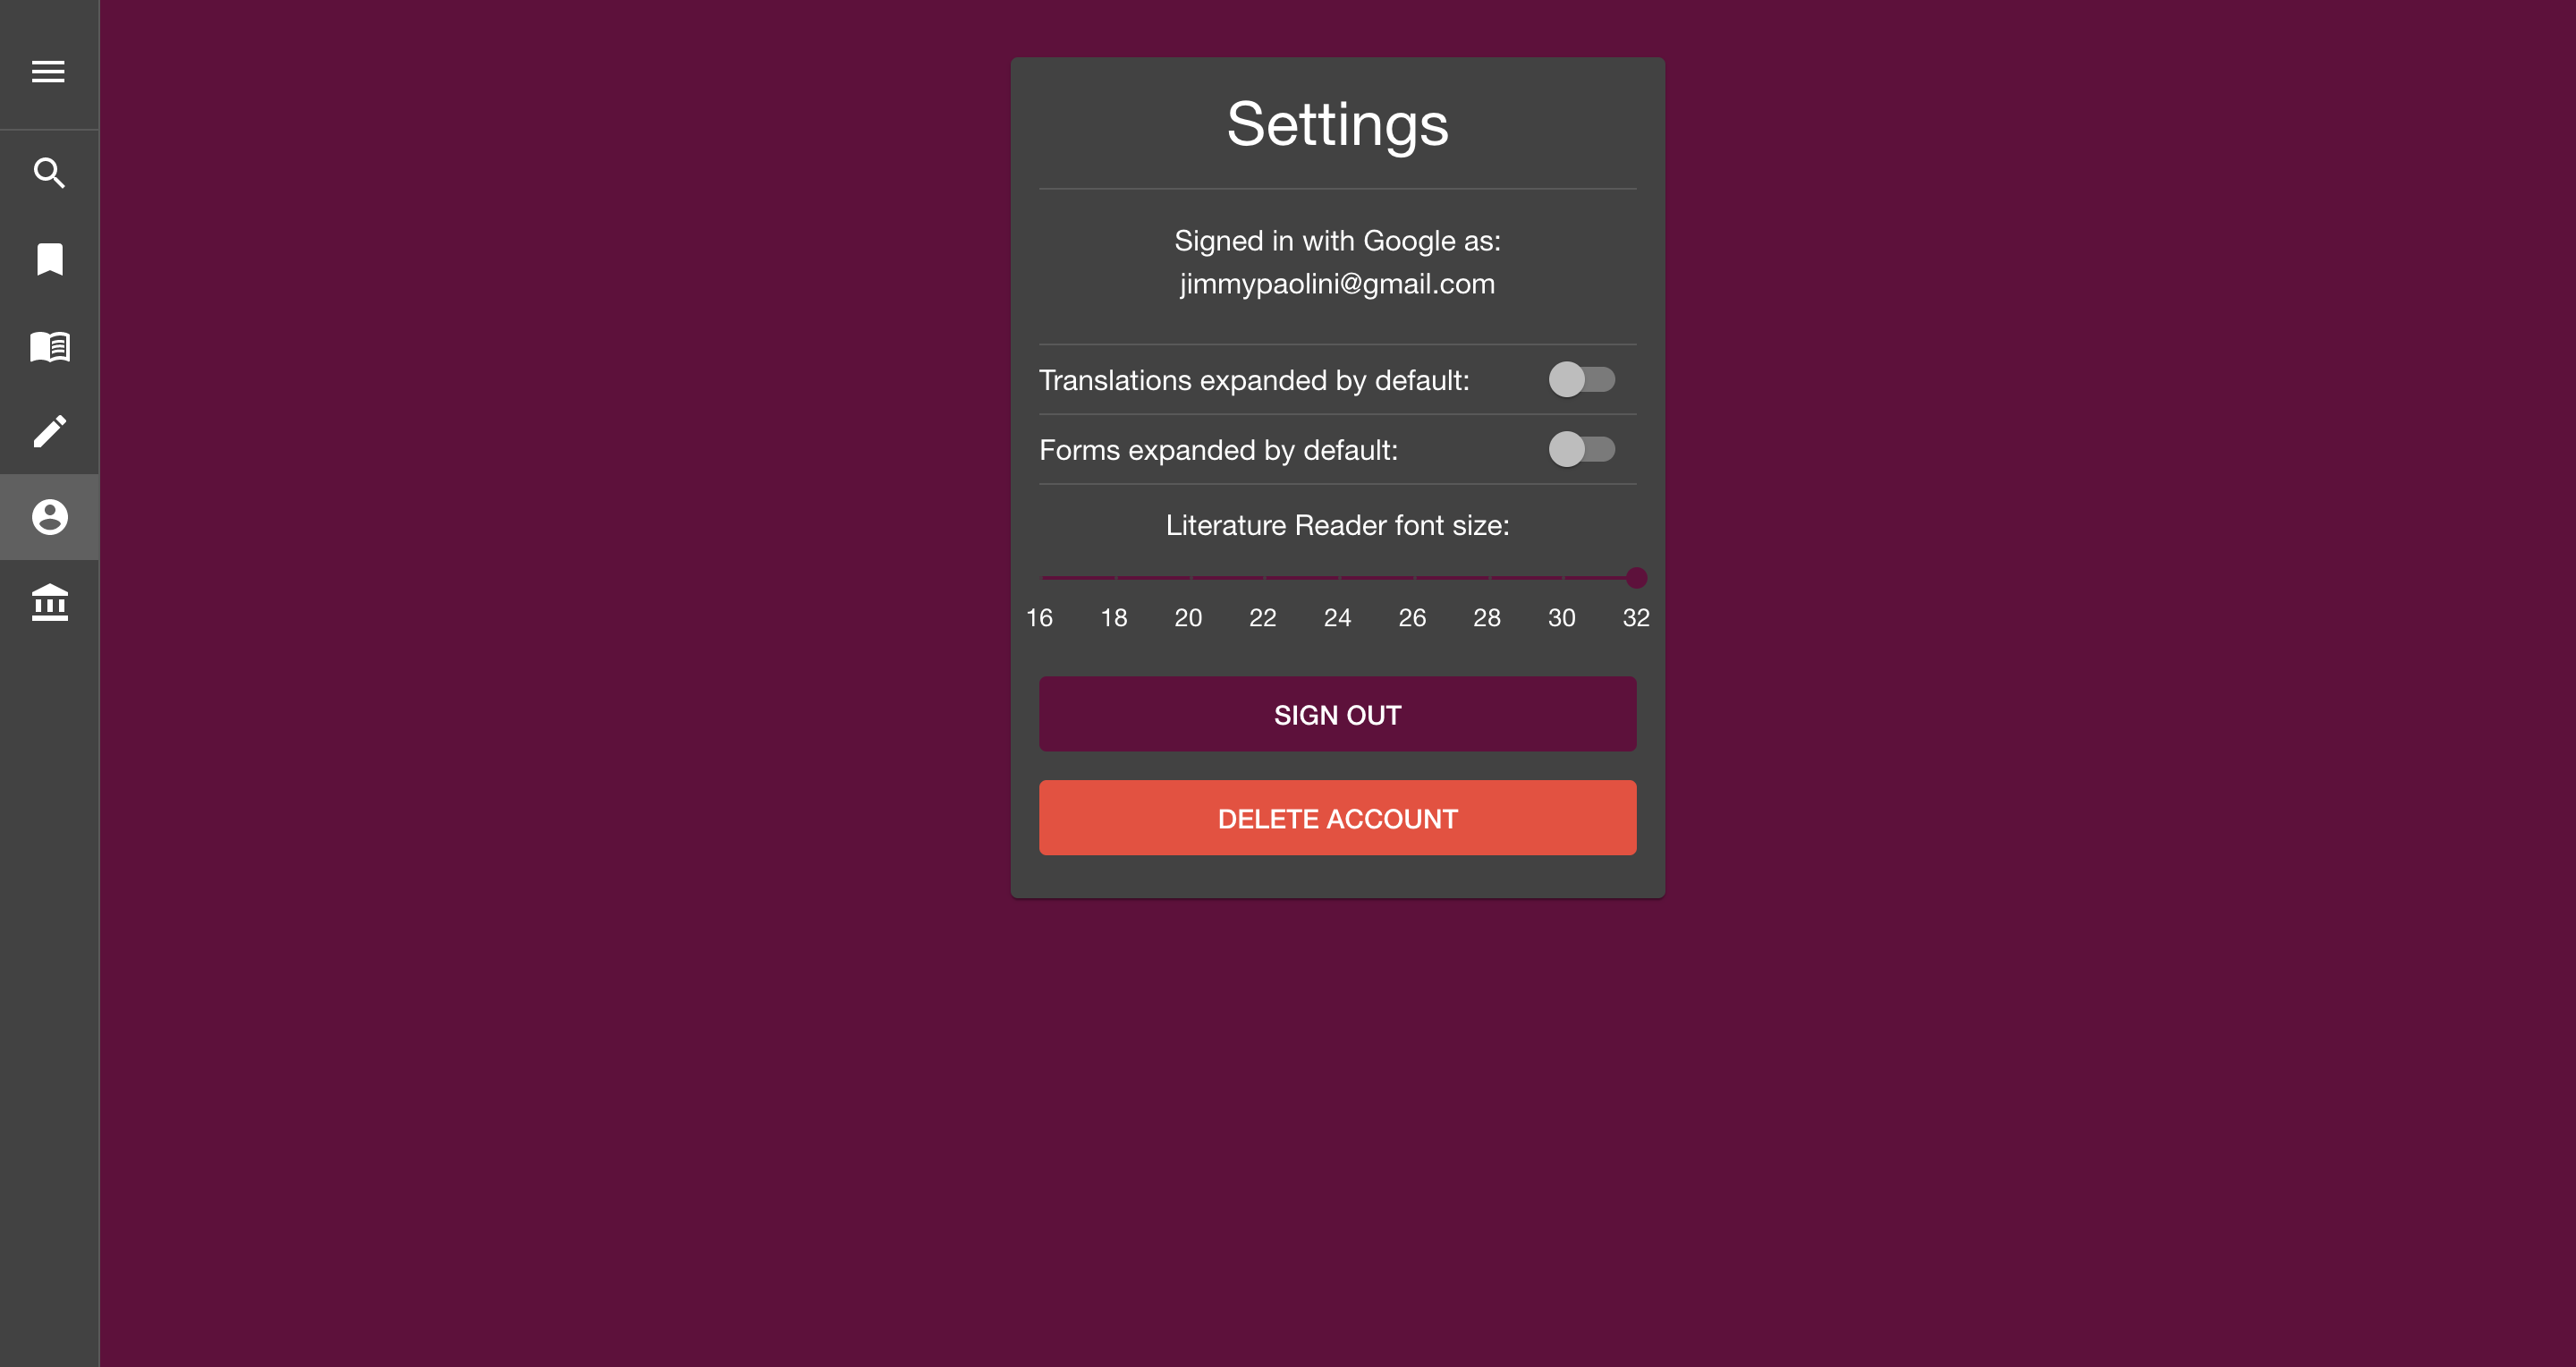 Settings
Signed in with Google as:
jimmypaolini@gmail.com
Translations expanded by default:
Forms expanded by default:
Literature Reader font size:
16 18 20 22 24 26 28 30 32
SIGN OUT
DELETE ACCOUNT